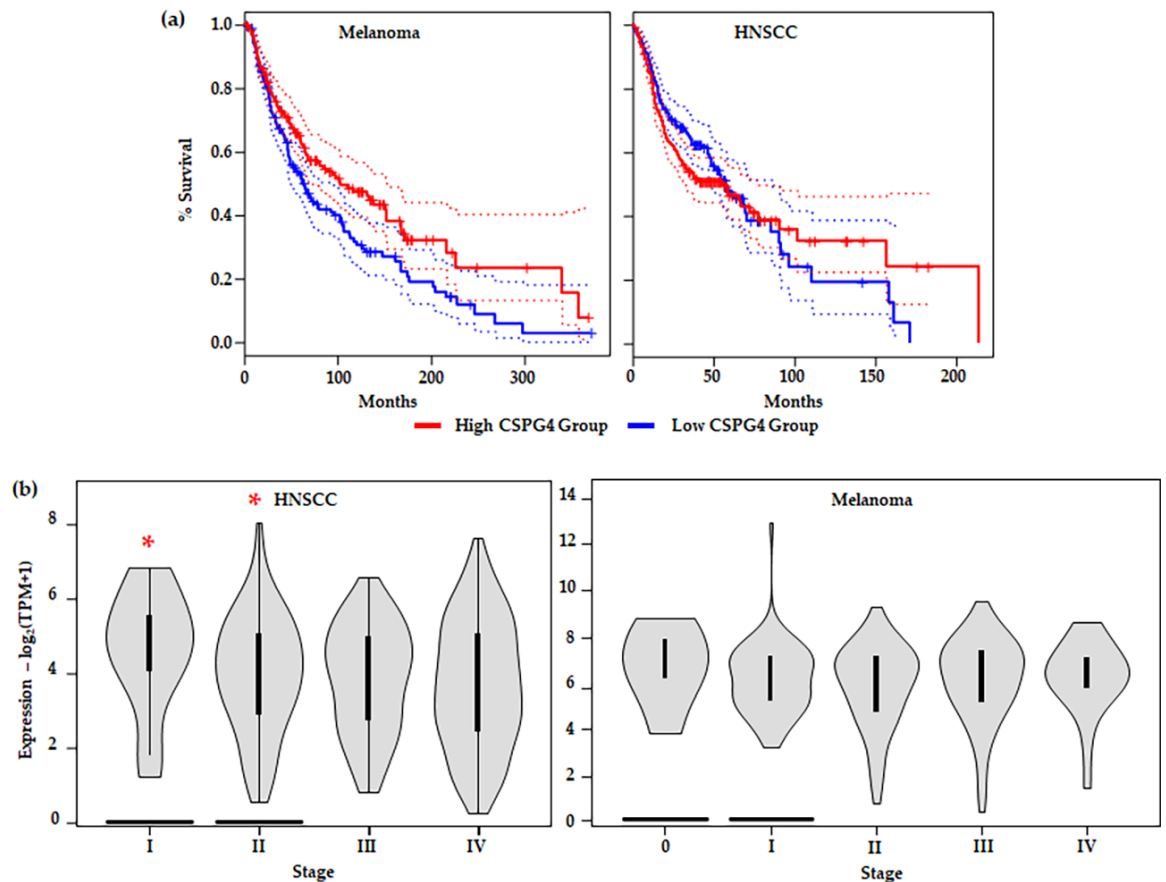 (a)
Melanoma
HNSCC
% Survival
1.0
0.8
0.6
0.4
0.2
0.0
0 100 200 300
0 50 100 150 200
Months
Months
High CSPG4 Group
Low CSPG4 Group
(b)
* HNSCC
*
Melanoma
Expression – log₂(TPM+1)
8
6
4
2
0
14
12
10
8
6
4
2
0
I II III IV
0 I II III IV
Stage
Stage